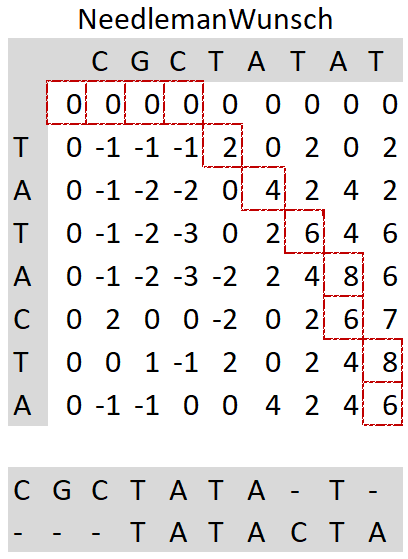 NeedlemanWunsch
C G C T A T A T
0 0 0 0 0 0 0 0 0
T 0 -1 -1 -1 2 0 2 0 2
A 0 -1 -2 -2 0 4 2 4 2
T 0 -1 -2 -3 0 2 6 4 6
A 0 -1 -2 -3 -2 2 4 8 6
C 0 2 0 0 -2 0 2 6 7
T 0 0 1 -1 2 0 2 4 8
A 0 -1 -1 0 0 4 2 4 6
C G C T A T A - T -
- - - T A T A C T A